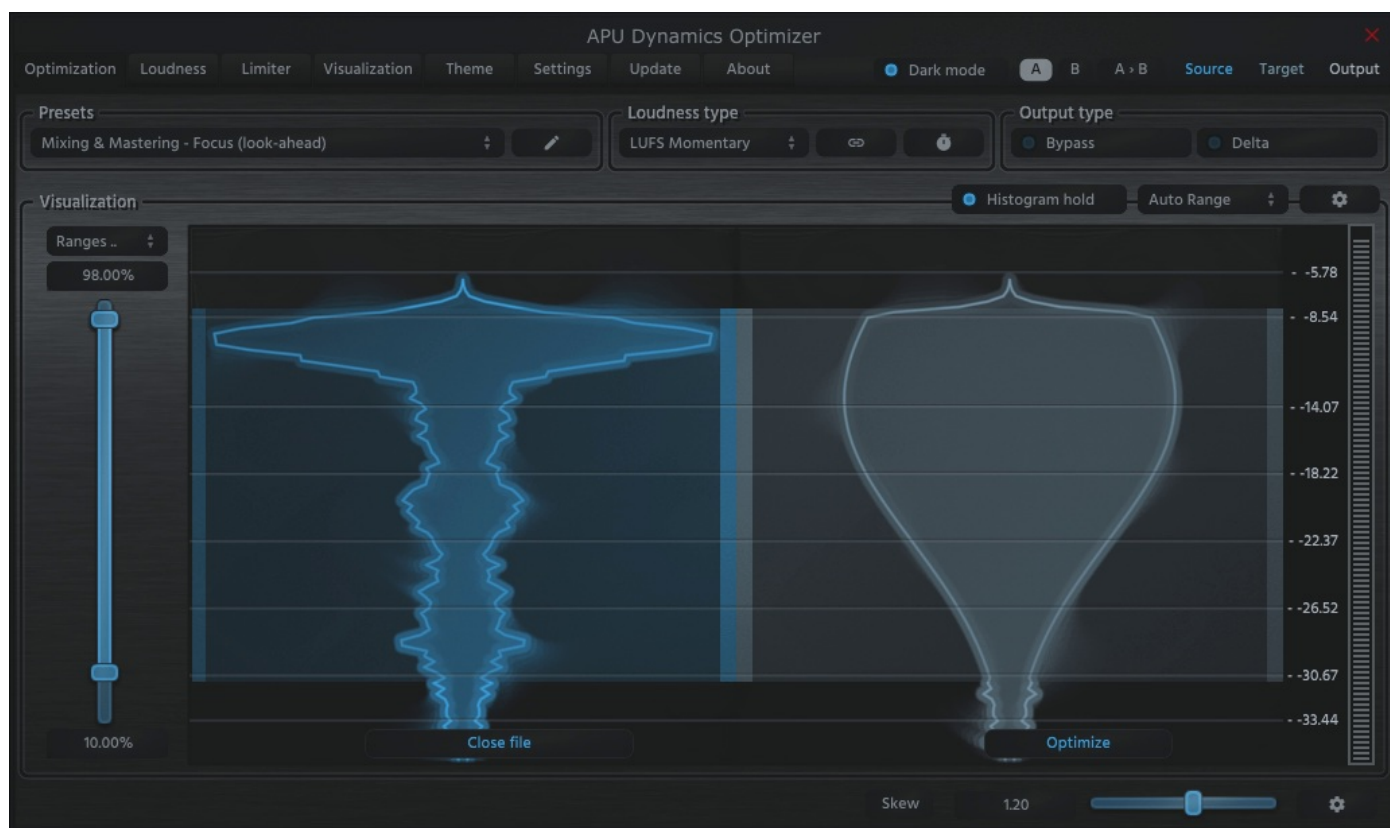 APU Dynamics Optimizer
Optimization Loudness Limiter Visualization Theme Settings Update About Dark mode A B A › B Source Target Output
Presets Loudness type Output type
Mixing & Mastering - Focus (look-ahead) LUFS Momentary Bypass Delta
Visualization Histogram hold Auto Range
Ranges ..
98.00%
- -5.78
- -8.54
- -14.07
- -18.22
- -22.37
- -26.52
- -30.67
- -33.44
10.00% Close file Optimize
Skew 1.20